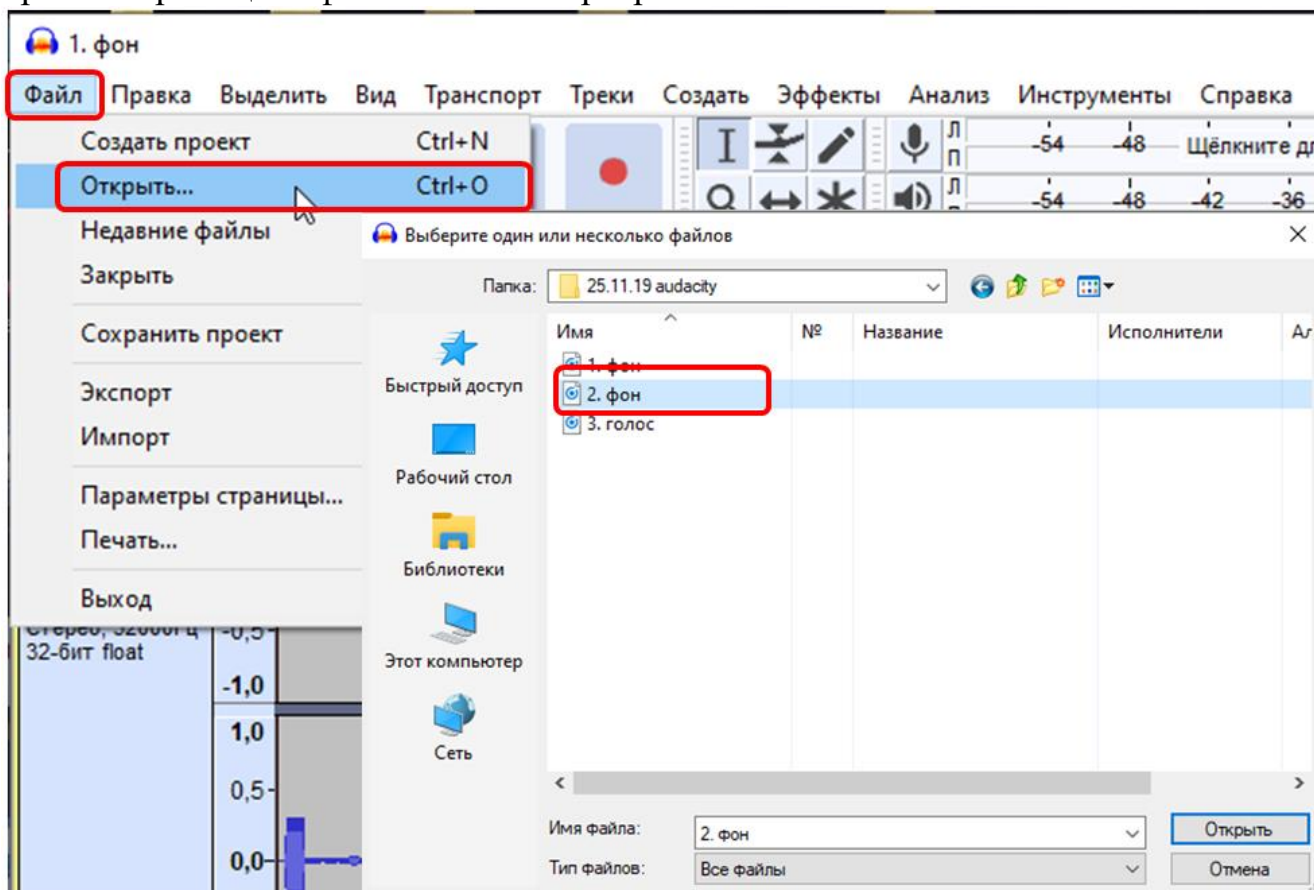 1. фон
Файл Правка Выделить Вид Транспорт Треки Создать Эффекты Анализ Инструменты Справка
Создать проект Ctrl+N
Открыть... Ctrl+O
Недавние файлы
Закрыть
Сохранить проект
Экспорт
Импорт
Параметры страницы...
Печать...
Выход
Л
П
-54 -48 Щёлкните
Л
-54 -48 -42 -36
Выберите один или несколько файлов
Папка: 25.11.19 audacity
Быстрый доступ
Рабочий стол
Библиотеки
Этот компьютер
Сеть
Имя № Название Исполнители
1. фон
2. фон
3. голос
Имя файла: 2. фон Открыть
Тип файлов: Все файлы Отмена
-0,5
32-бит float
-1,0
1,0
0,5
0,0